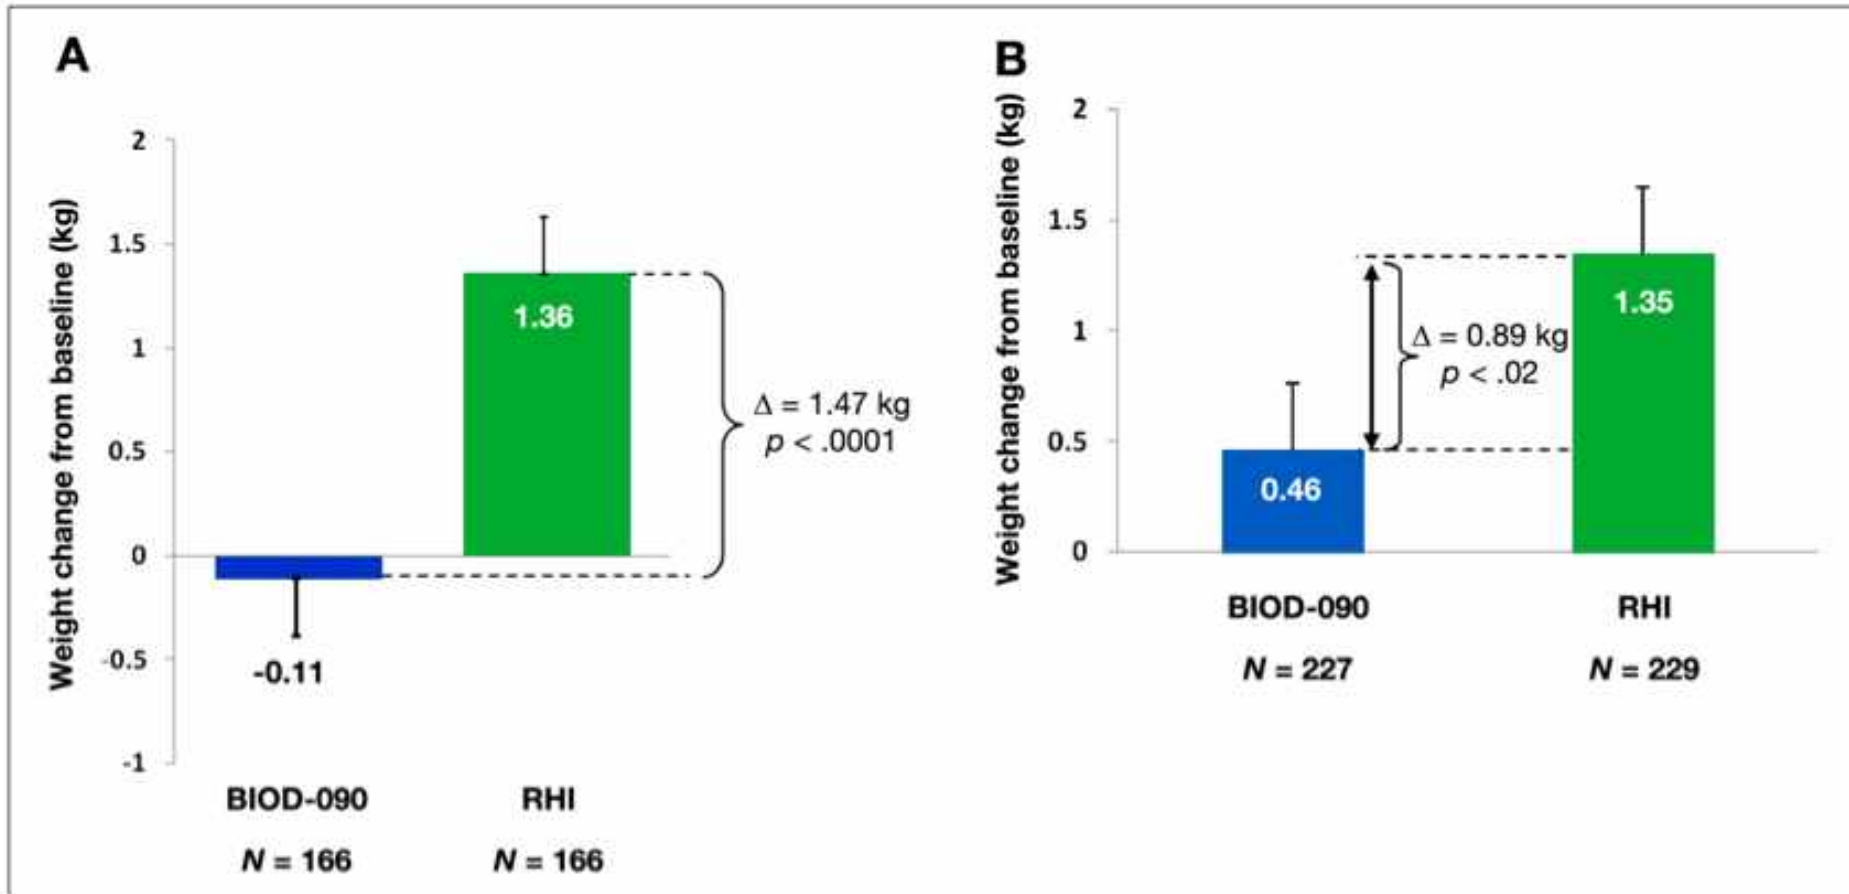 A
Weight change from baseline (kg)
2
1.5
1
0.5
0
-0.5
-1
1.36
-0.11
Δ = 1.47 kg
p < .0001
BIOD-090 RHI
N = 166 N = 166
B
Weight change from baseline (kg)
2
1.5
1
0.5
0
0.46
1.35
Δ = 0.89 kg
p < .02
BIOD-090 RHI
N = 227 N = 229